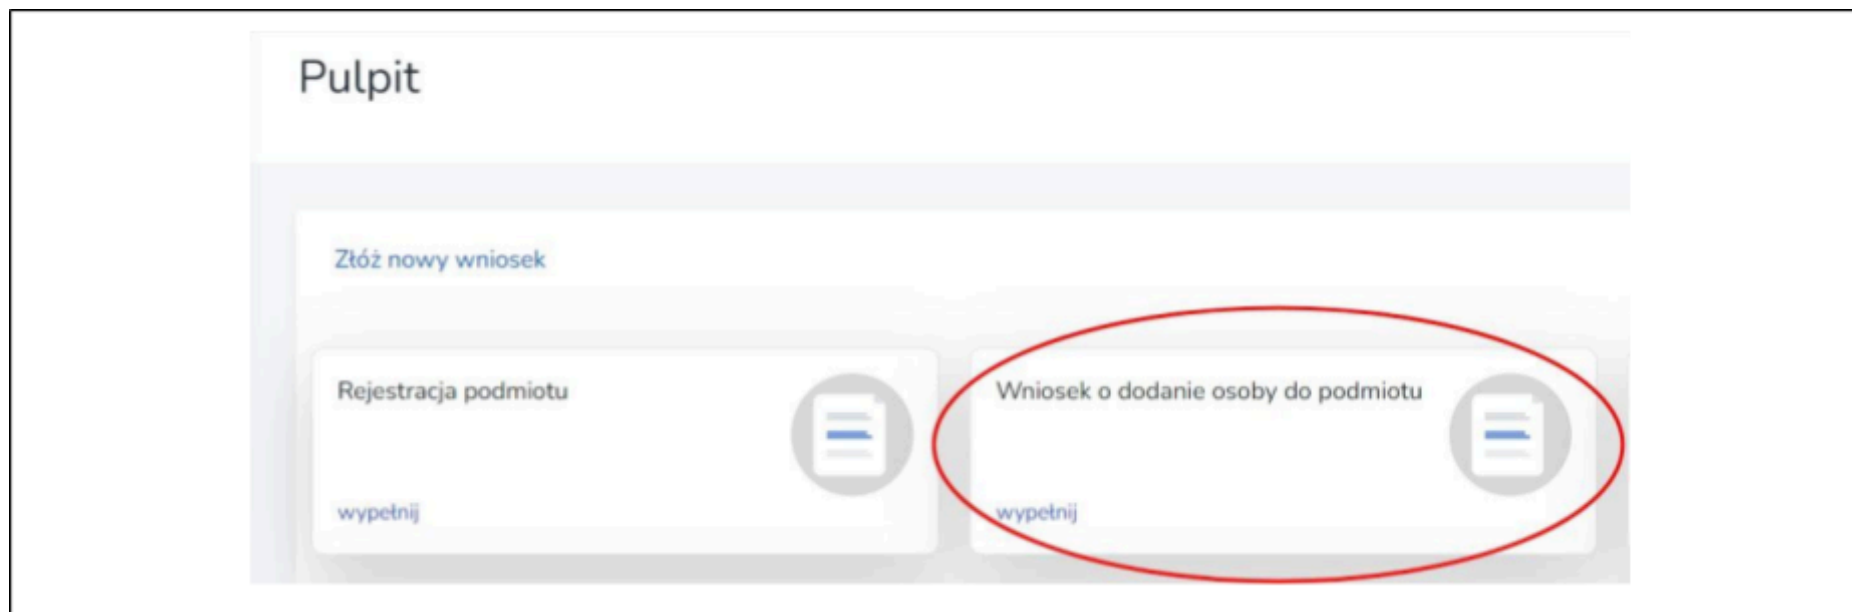 Pulpit
Złóż nowy wniosek
Rejestracja podmiotu
wypełnij
Wniosek o dodanie osoby do podmiotu
wypełnij